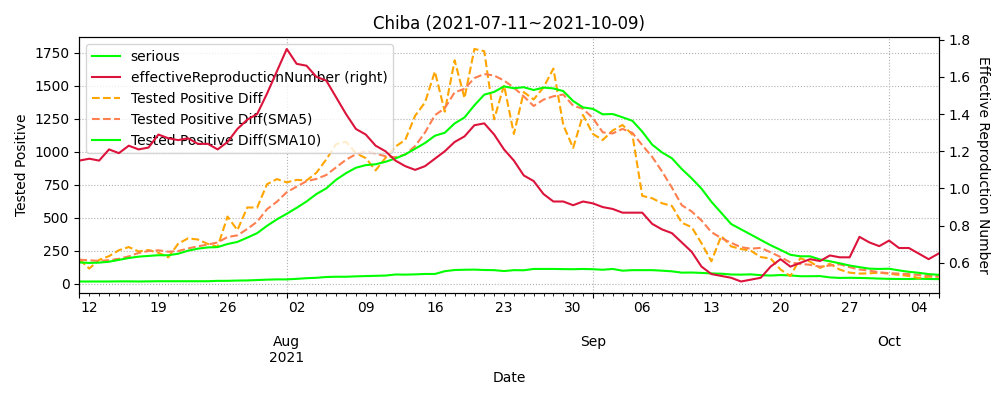 Chiba (2021-07-11~2021-10-09)
serious
effectiveReproductionNumber (right)
Tested Positive Diff
Tested Positive Diff(SMA5)
Tested Positive Diff(SMA10)
Tested Positive
1750
1500
1250
1000
750
500
250
0
1.8
1.6
1.4
1.2
1.0
0.8
0.6
Effective Reproduction Number
12 19 26 02 09 16 23 30 06 13 20 27 04
Aug Sep Oct
2021
Date